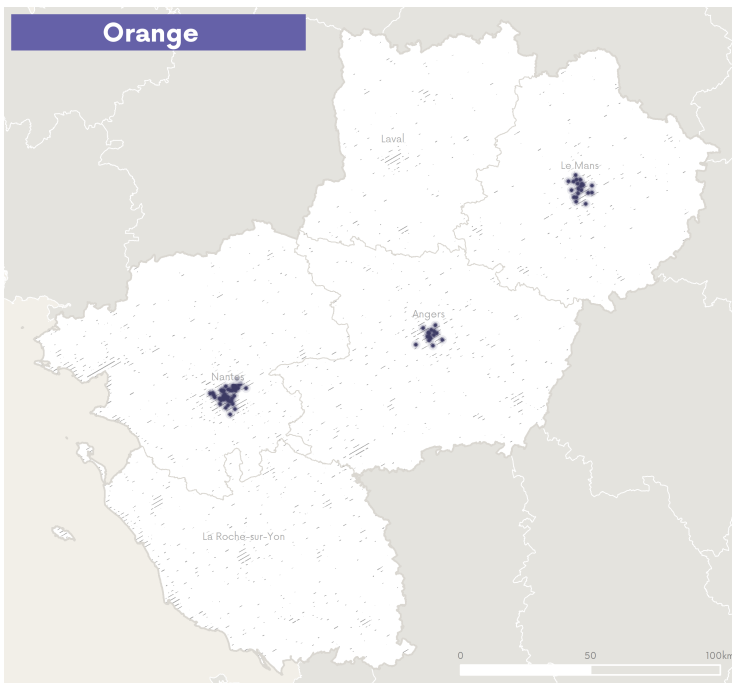 Orange
Laval
Le Mans
Angers
Nantes
La Roche-sur-Yon
0 50 100km